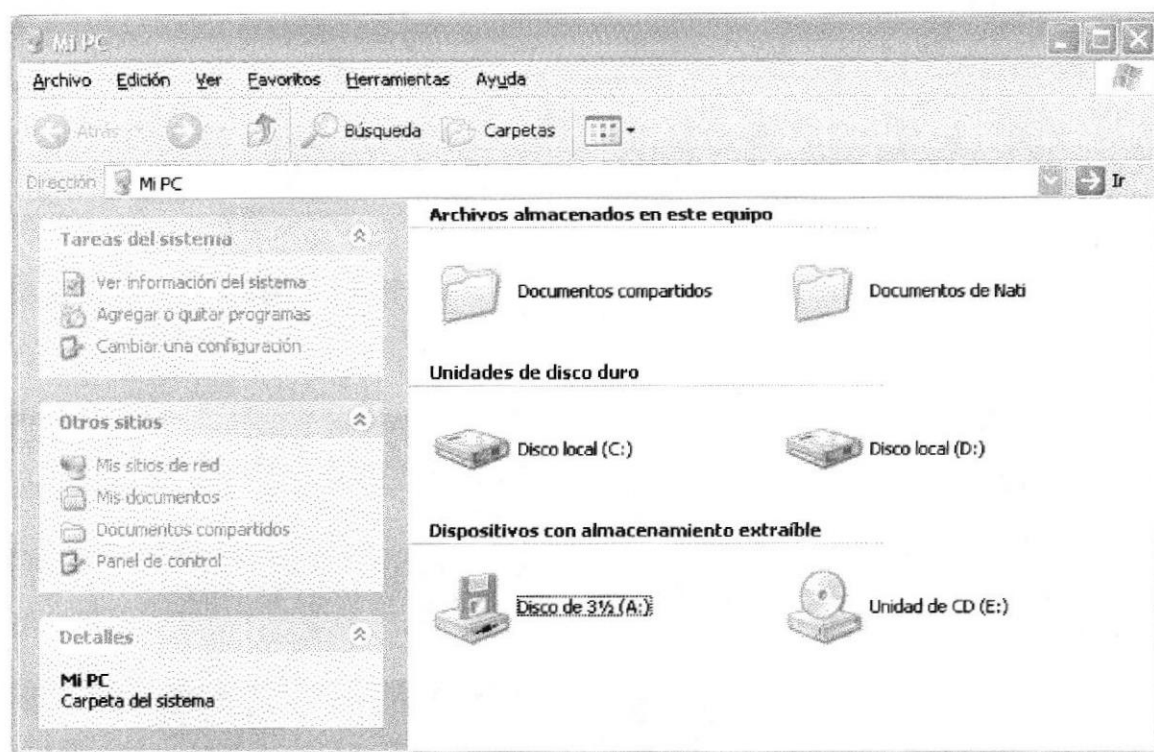 Mi PC
Archivo Edición Ver Favoritos Herramientas Ayuda
Atrás Búsqueda Carpetas
Dirección Mi PC Ir
Tareas del sistema
Ver información del sistema
Agregar o quitar programas
Cambiar una configuración
Otros sitios
Mis sitios de red
Mis documentos
Documentos compartidos
Panel de control
Detalles
Mi PC
Carpeta del sistema
Archivos almacenados en este equipo
Documentos compartidos Documentos de Nati
Unidades de disco duro
Disco local (C:) Disco local (D:)
Dispositivos con almacenamiento extraíble
Disco de 3½ (A:) Unidad de CD (E:)